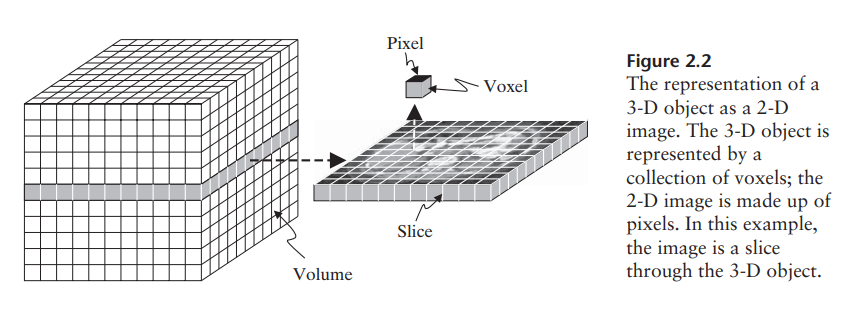 Pixel
Voxel
Slice
Volume
Figure 2.2
The representation of a
3-D object as a 2-D
image. The 3-D object is
represented by a
collection of voxels; the
2-D image is made up of
pixels. In this example,
the image is a slice
through the 3-D object.